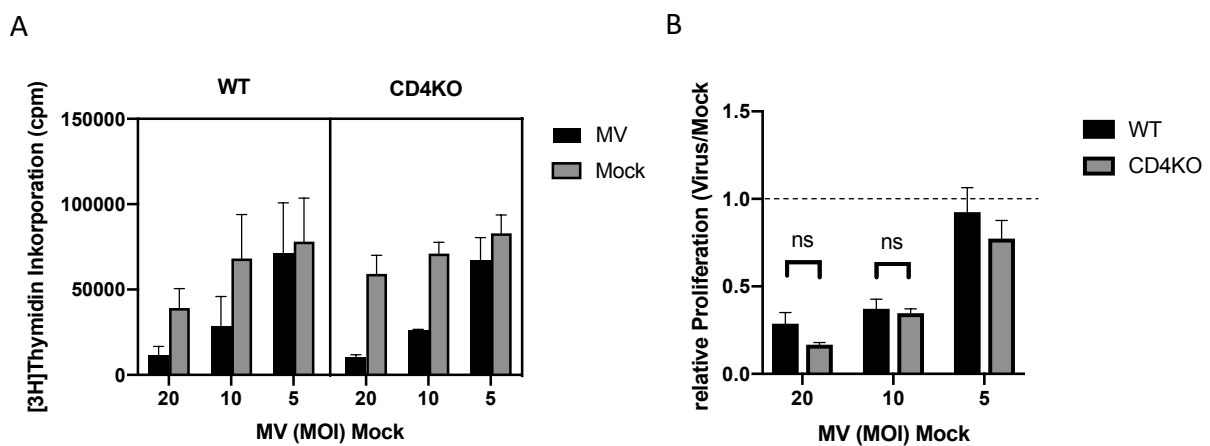 A
WT CD4KO
[3H]Thymidin Inkorporation (cpm)
150000
100000
50000
0
20 10 5 20 10 5
MV (MOI) Mock
MV
Mock
B
relative Proliferation (Virus/Mock
1.5
1.0
0.5
0.0
ns ns
20 10 5
MV (MOI) Mock
WT
CD4KO